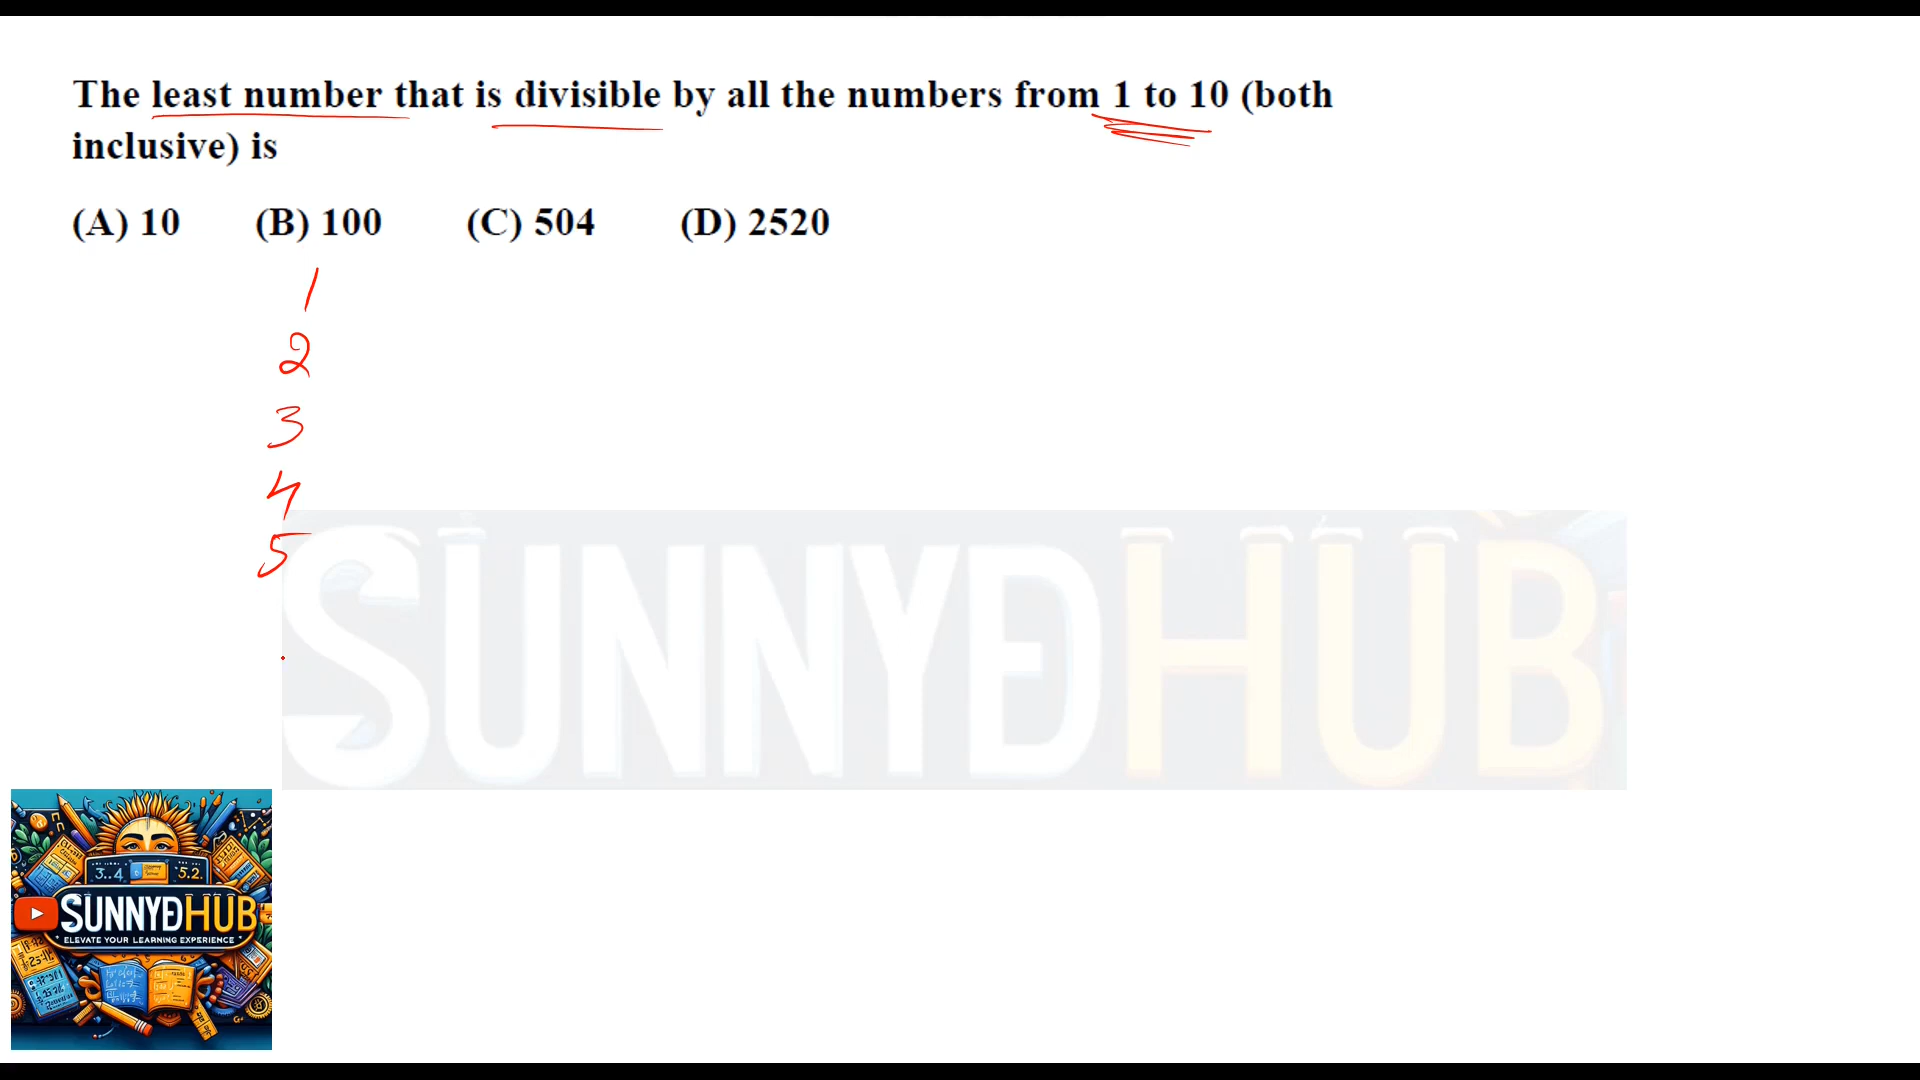 The least number that is divisible by all the numbers from 1 to 10 (both
inclusive) is
(A) 10 (B) 100 (C) 504 (D) 2520
1
2
3
4
5
SUNNYDHUB
3..4 5.2.
SUNNYDHUB
ELEVATE YOUR LEARNING EXPERIENCE